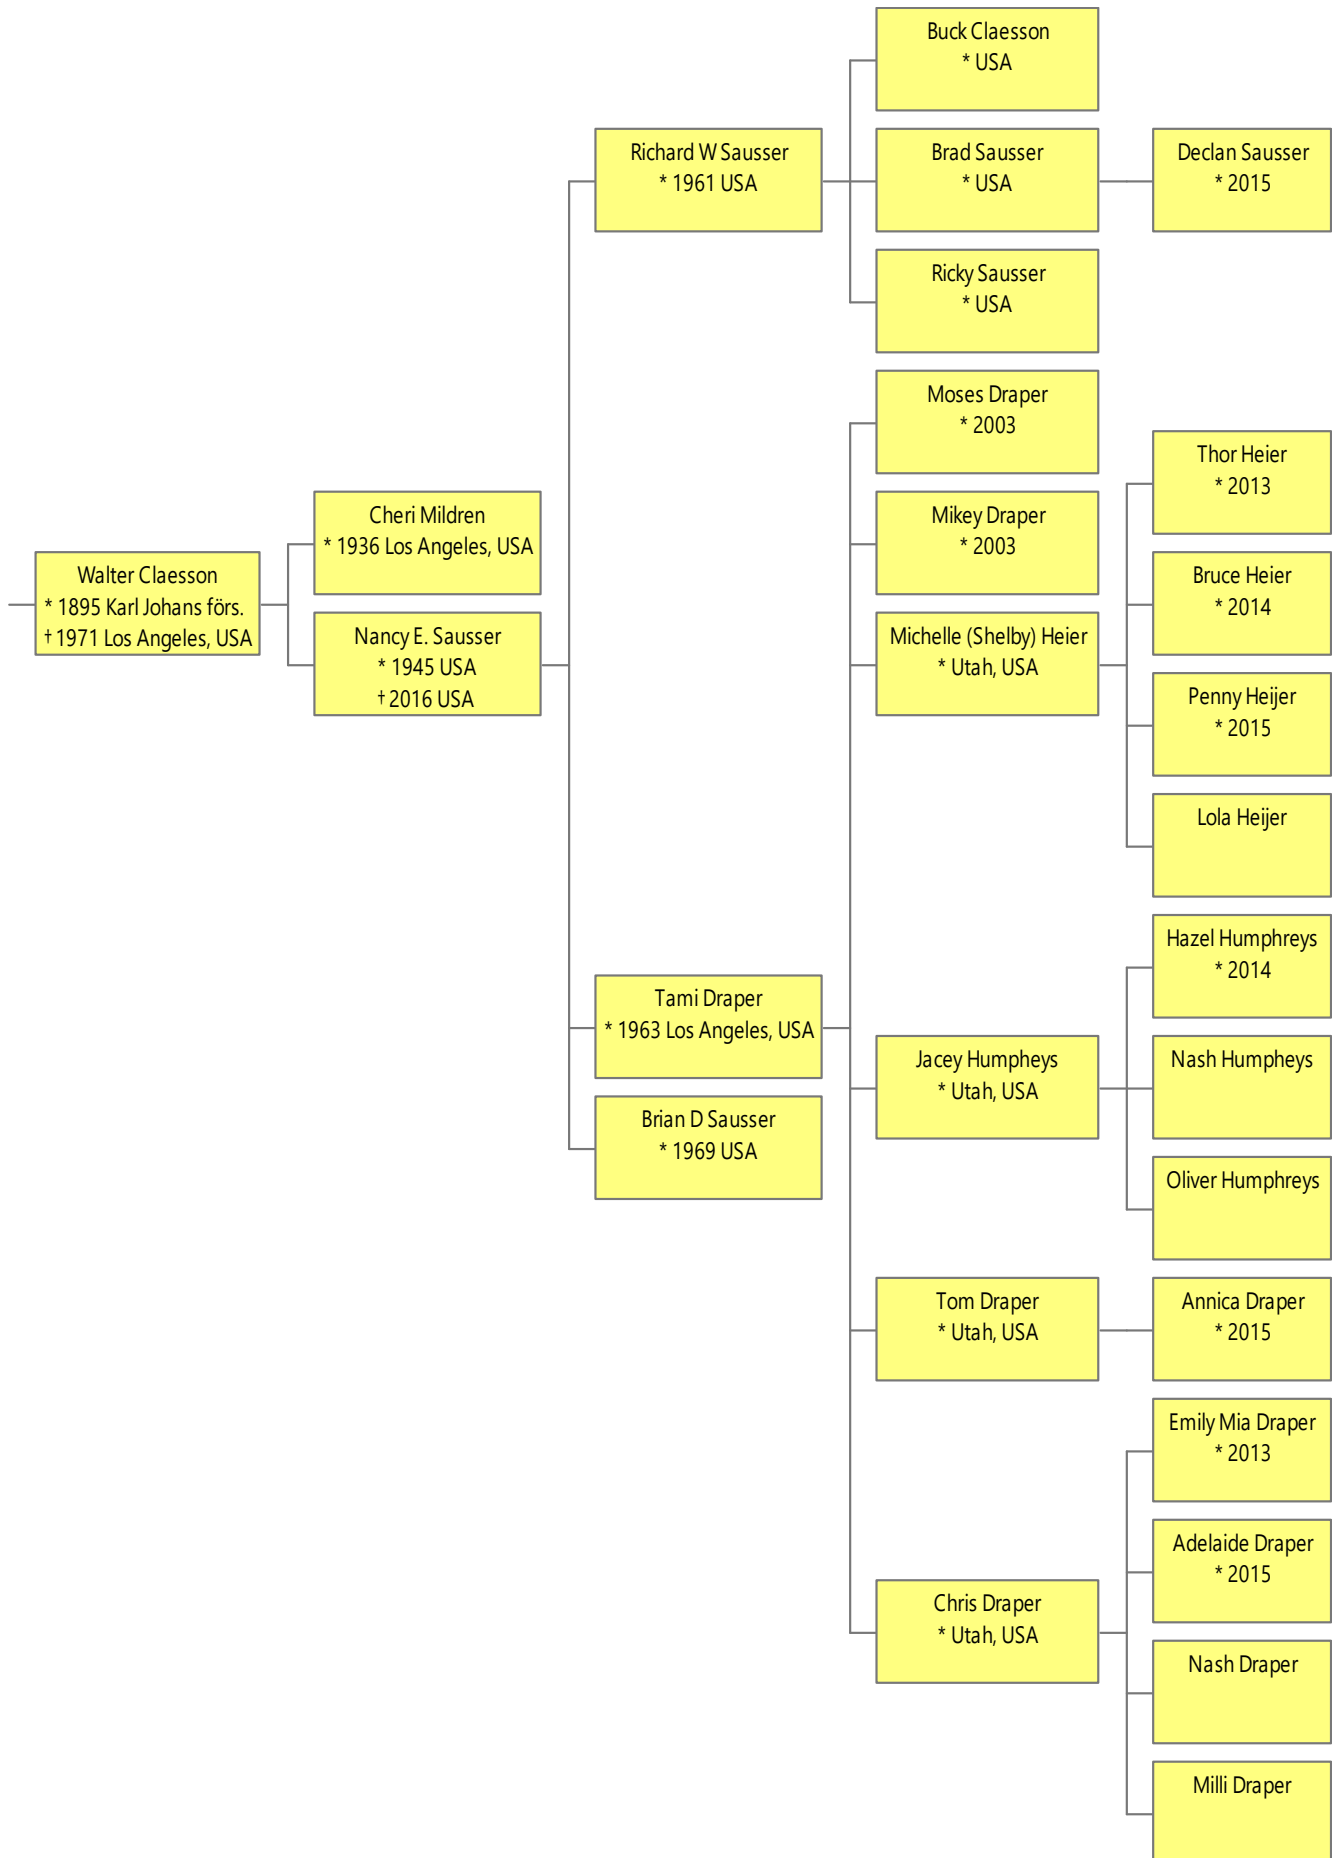 Buck Claesson
* USA
Richard W Sausser
* 1961 USA
Brad Sausser
* USA
Declan Sausser
* 2015
Ricky Sausser
* USA
Moses Draper
* 2003
Thor Heier
* 2013
Cheri Mildren
* 1936 Los Angeles, USA
Mikey Draper
* 2003
Walter Claesson
* 1895 Karl Johans förs.
† 1971 Los Angeles, USA
Bruce Heier
* 2014
Nancy E. Sausser
* 1945 USA
† 2016 USA
Michelle (Shelby) Heier
* Utah, USA
Penny Heijer
* 2015
Lola Heijer
Hazel Humphreys
* 2014
Tami Draper
* 1963 Los Angeles, USA
Jacey Humpheys
* Utah, USA
Nash Humpheys
Brian D Sausser
* 1969 USA
Oliver Humphreys
Tom Draper
* Utah, USA
Annica Draper
* 2015
Emily Mia Draper
* 2013
Adelaide Draper
* 2015
Chris Draper
* Utah, USA
Nash Draper
Milli Draper